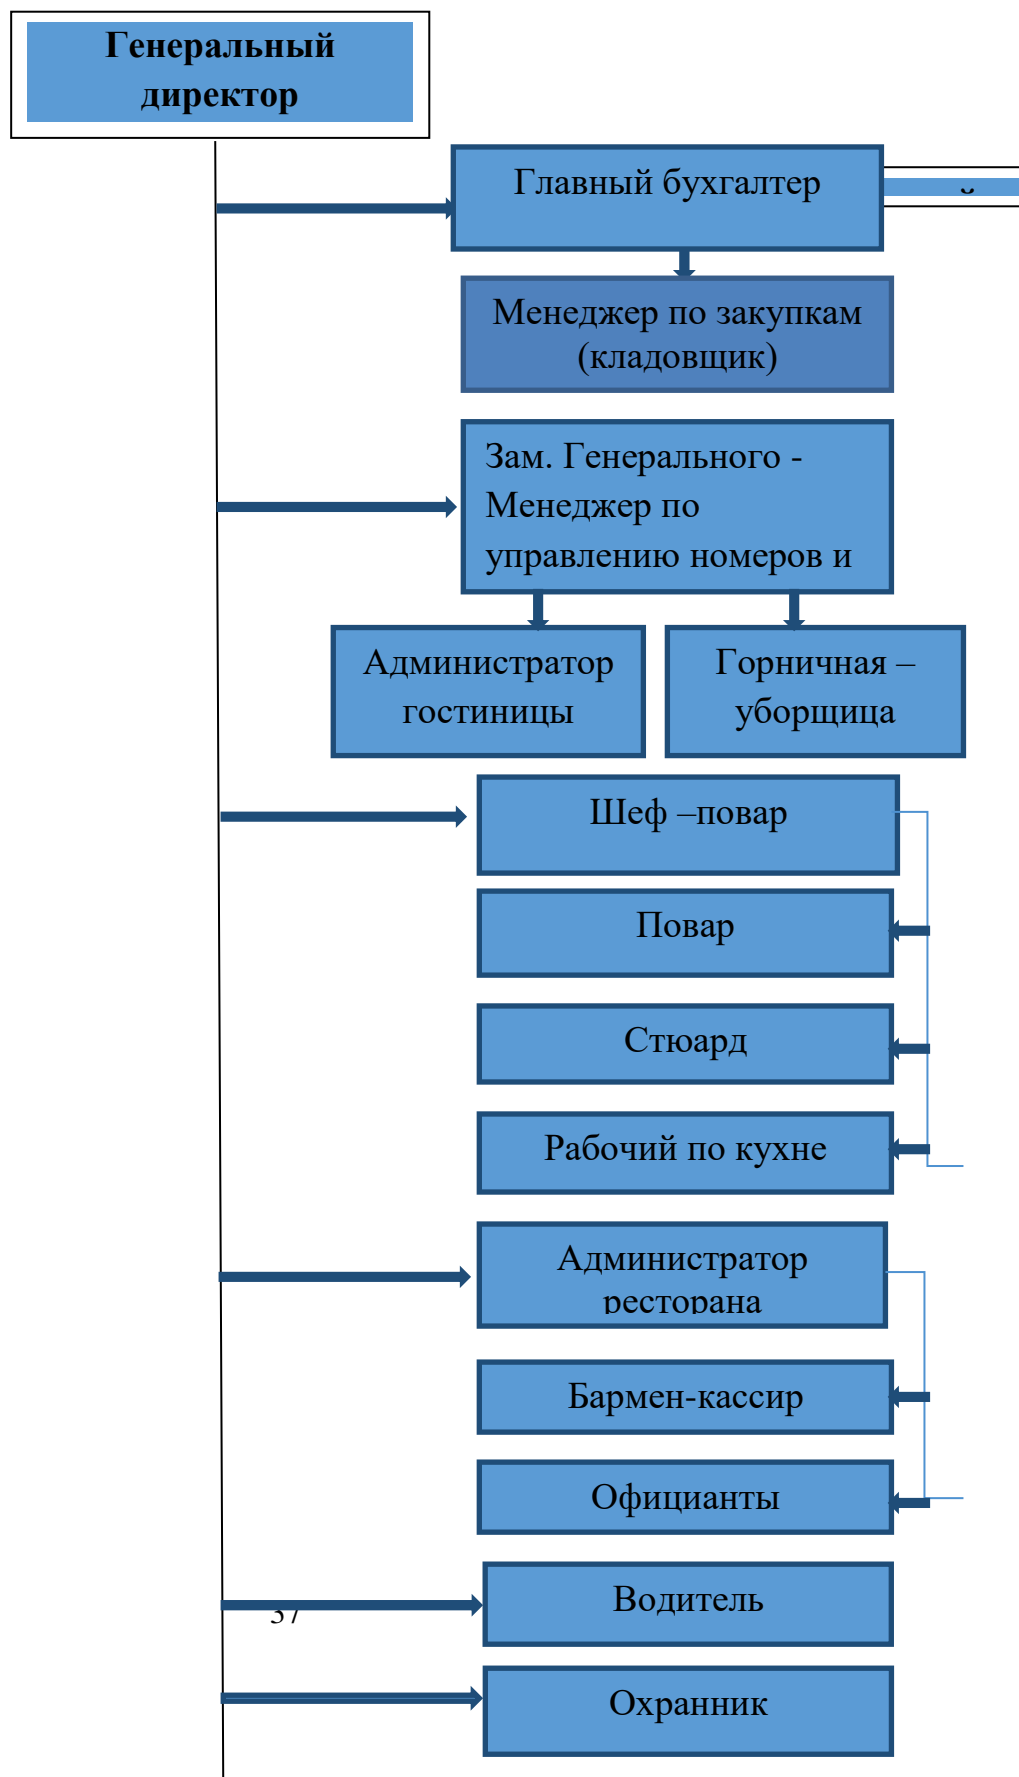 Генеральный
директор
Главный бухгалтер
й
Менеджер по закупкам
(кладовщик)
Зам. Генерального -
Менеджер по
управлению номеров и
Администратор
гостиницы
Горничная –
уборщица
Шеф –повар
Повар
Стюард
Рабочий по кухне
Администратор
ресторана
Бармен-кассир
Официанты
Водитель
37
Охранник